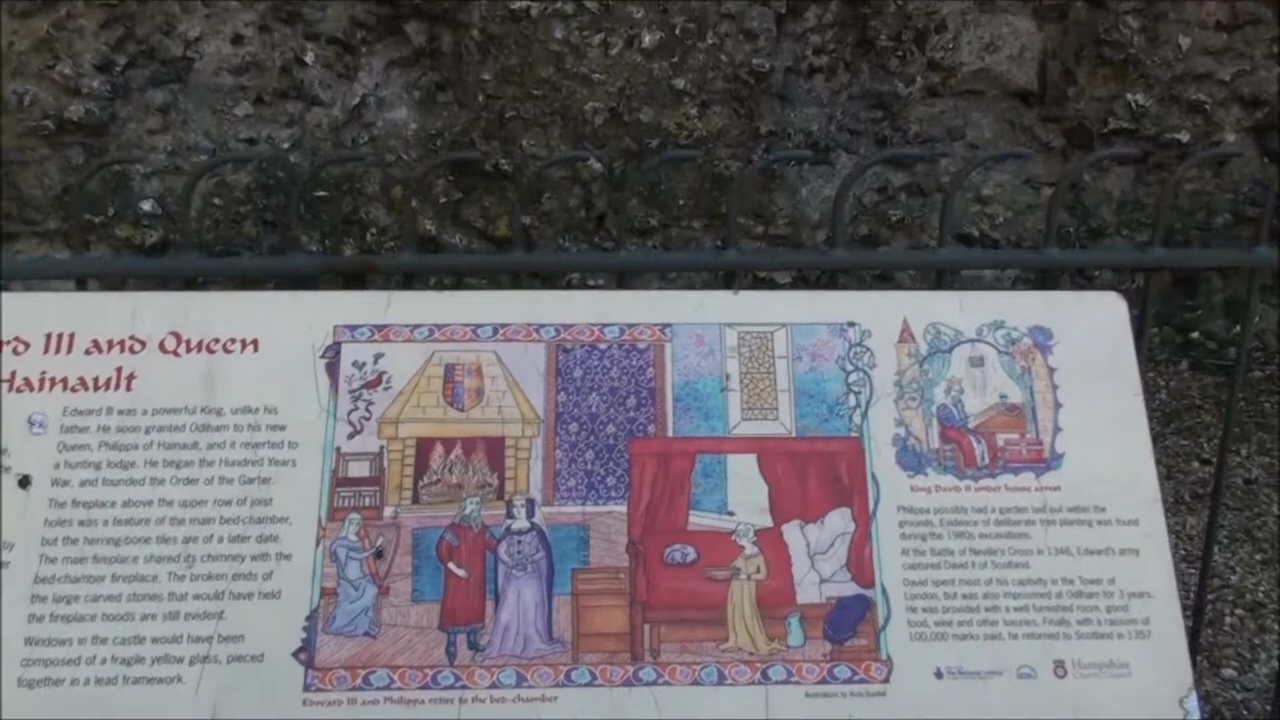 rd III and Queen
Hainault
Edward III was a powerful King, unlike his
father. He soon granted Odiham to his new
Queen, Philippa of Hainault, and it reverted to
a hunting lodge. He began the Hundred Years
War, and founded the Order of the Garter.
The fireplace above the upper row of joist
holes was a feature of the main bed-chamber,
but the herring-bone tiles are of a later date.
The main fireplace shared its chimney with the
bed-chamber fireplace. The broken ends of
the large carved stones that would have held
the fireplace hoods are still evident.
Windows in the castle would have been
composed of a fragile yellow glass, pieced
together in a lead framework.
Edward III and Philippa retire to the bed-chamber
Illustrations by
King David II under house arrest
Philippa possibly had a garden laid out within the
grounds. Evidence of deliberate tree planting was found
during the 1980s excavations.
At the Battle of Neville's Cross in 1346, Edward's army
captured David II of Scotland.
David spent most of his captivity in the Tower of
London, but was also imprisoned at Odiham for 3 years.
He was provided with a well furnished room, good
food, wine and other luxuries. Finally, with a ransom of
100,000 marks paid, he returned to Scotland in 1357
Hampshire
County Council